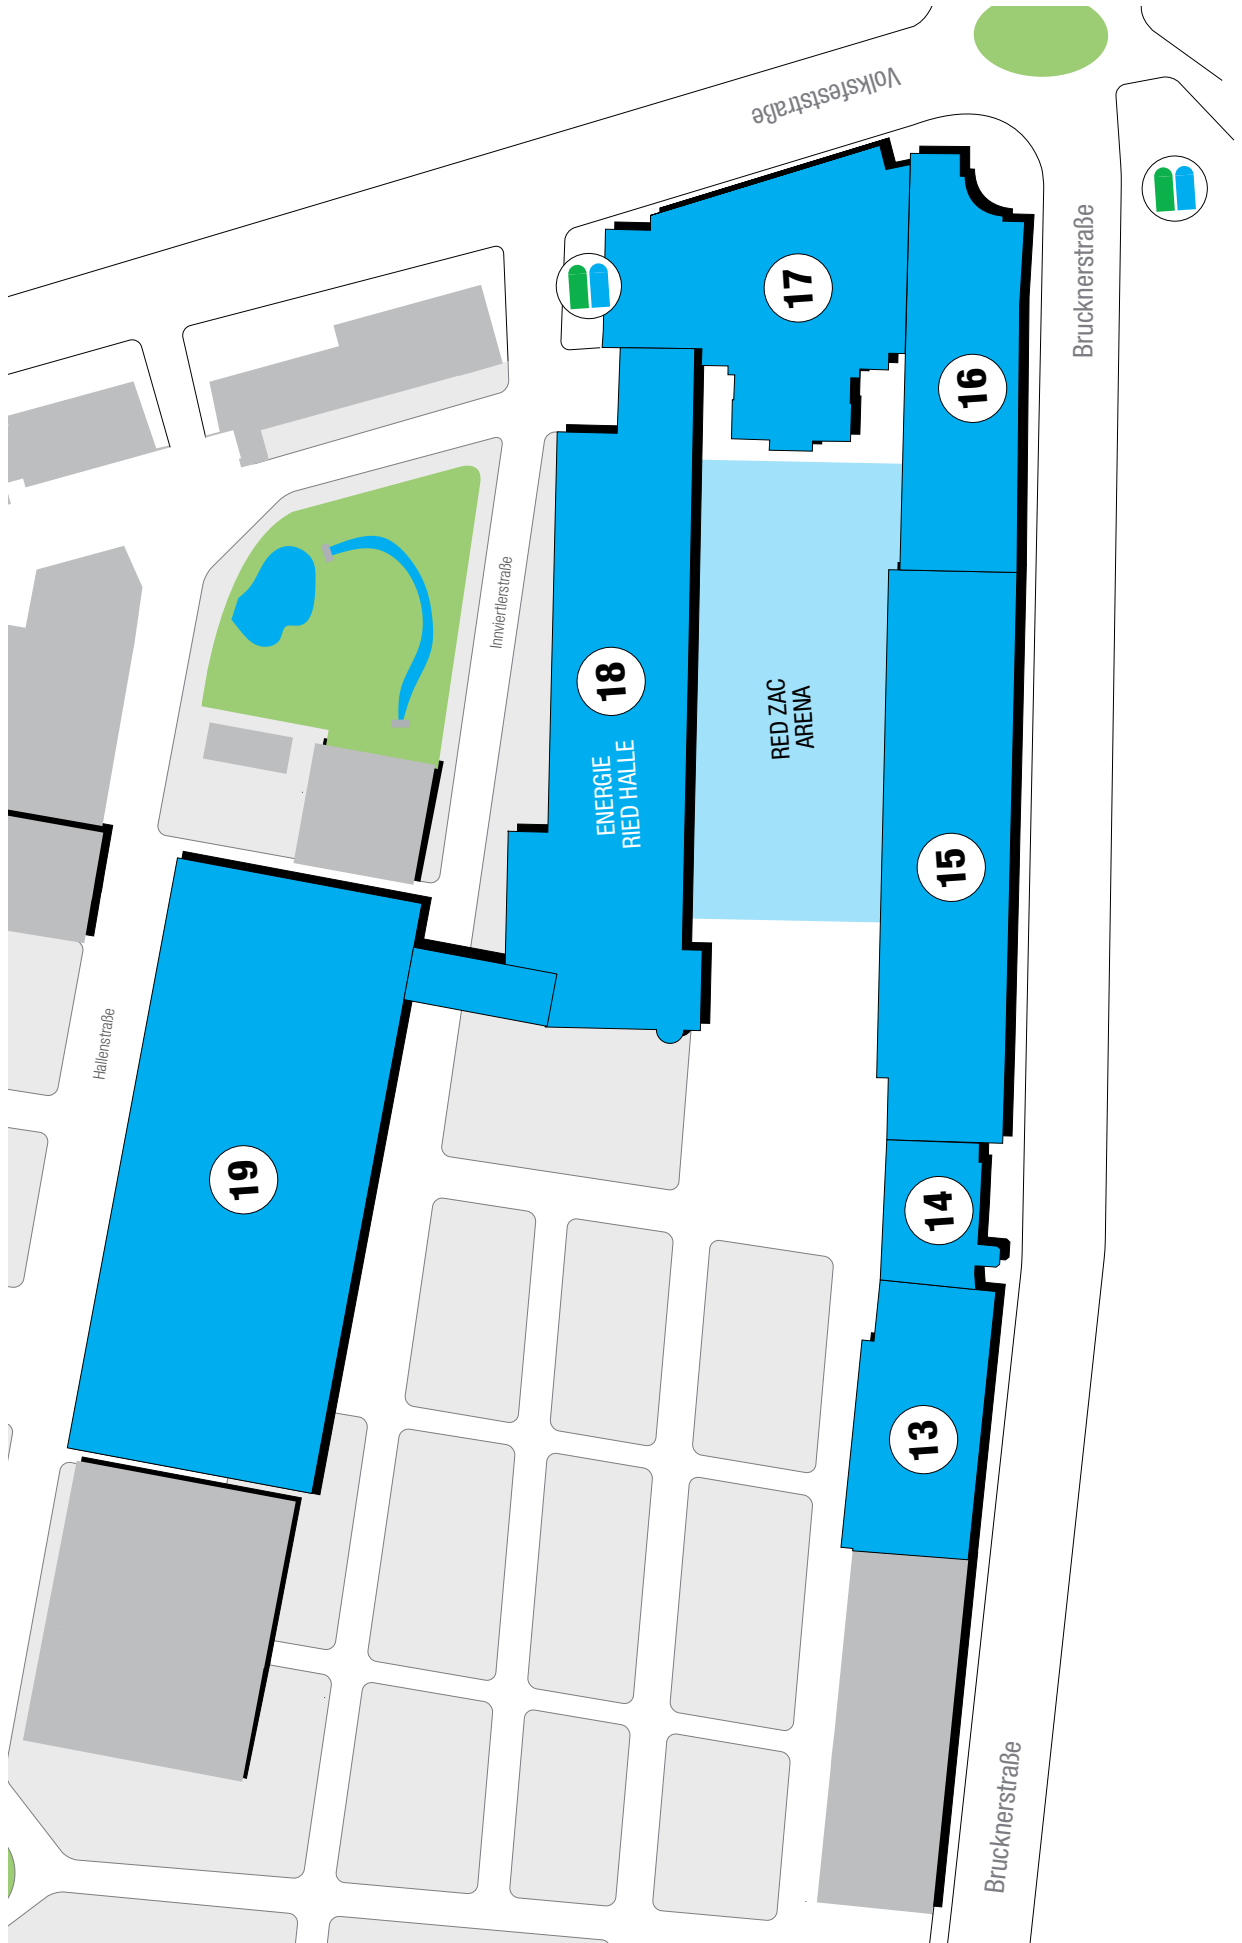 Volksfeststraße
Brucknerstraße
17
16
Innviertlerstraße
18
ENERGIE
RIED HALLE
RED ZAC
ARENA
15
Hallenstraße
19
14
13
Brucknerstraße